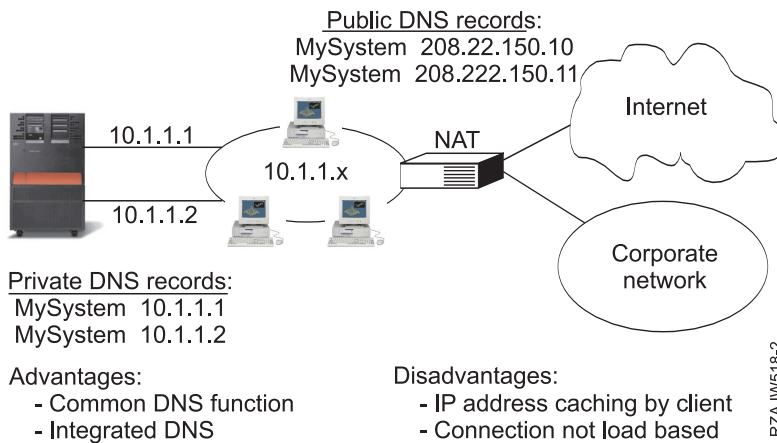 Public DNS records:
MySystem 208.22.150.10
MySystem 208.222.150.11
Internet
10.1.1.1
NAT
10.1.1.x
10.1.1.2
Corporate
network
Private DNS records:
MySystem 10.1.1.1
MySystem 10.1.1.2
Advantages:
- Common DNS function
- Integrated DNS
Disadvantages:
- IP address caching by client
- Connection not load based
RZAJW518-2